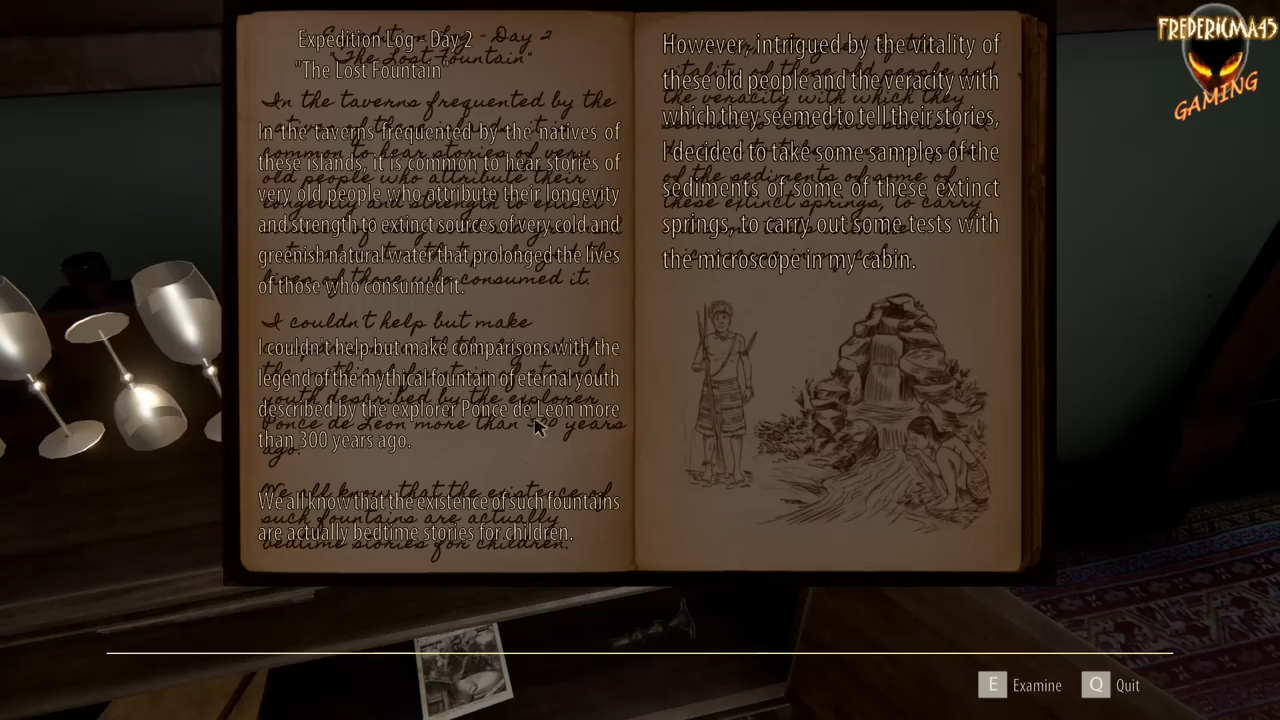 FREDERICMA45
GAMING
Expedition Log - Day 2
"The Lost Fountain"
In the taverns frequented by the natives of
these islands, it is common to hear stories of
very old people who attribute their longevity
and strength to extinct sources of very cold and
greenish natural water that prolonged the lives
of those who consumed it.
I couldn't help but make comparisons with the
legend of the mythical fountain of eternal youth
described by the explorer Ponce de Leon more
than 300 years ago.
We all know that the existence of such fountains
are actually bedtime stories for children.
However, intrigued by the vitality of
these old people and the veracity with
which they seemed to tell their stories,
I decided to take some samples of the
sediments of some of these extinct
springs, to carry out some tests with
the microscope in my cabin.
E Examine Q Quit